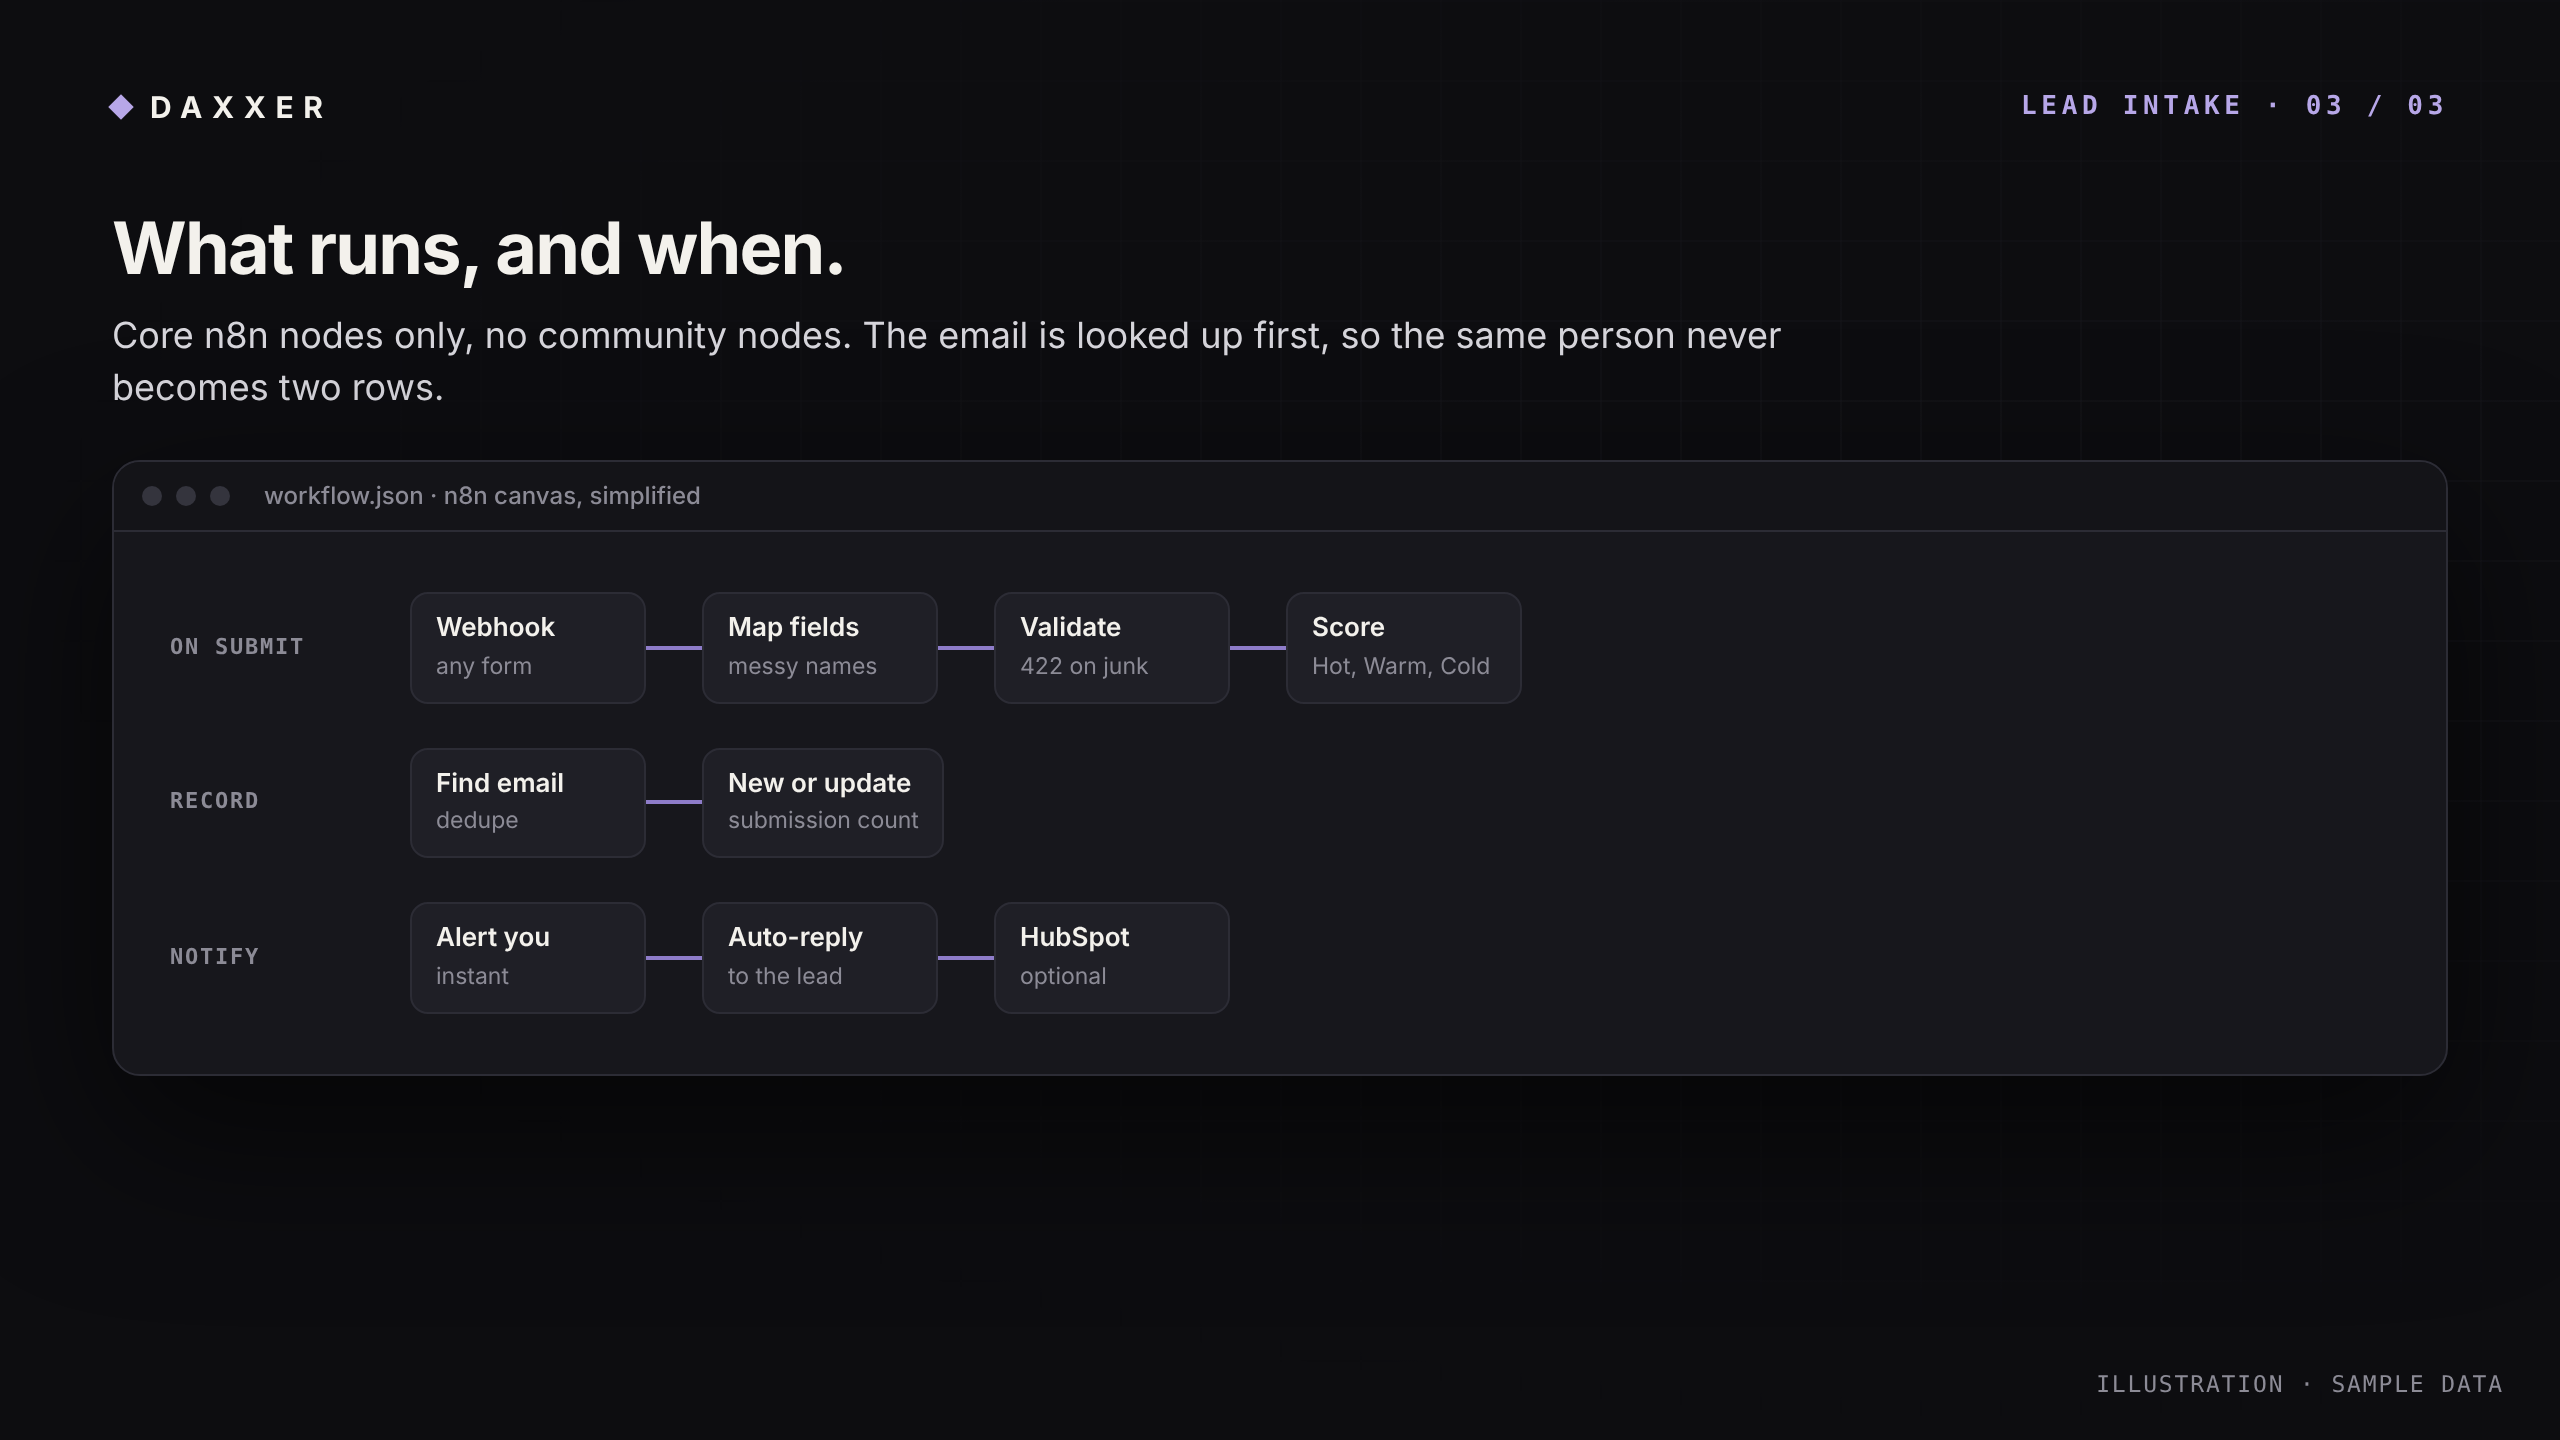 DAXXER
LEAD INTAKE · 03 / 03
What runs, and when.
Core n8n nodes only, no community nodes. The email is looked up first, so the same person never
becomes two rows.
workflow.json · n8n canvas, simplified
ON SUBMIT
Webhook
any form
Map fields
messy names
Validate
422 on junk
Score
Hot, Warm, Cold
RECORD
Find email
dedupe
New or update
submission count
NOTIFY
Alert you
instant
Auto-reply
to the lead
HubSpot
optional
ILLUSTRATION · SAMPLE DATA